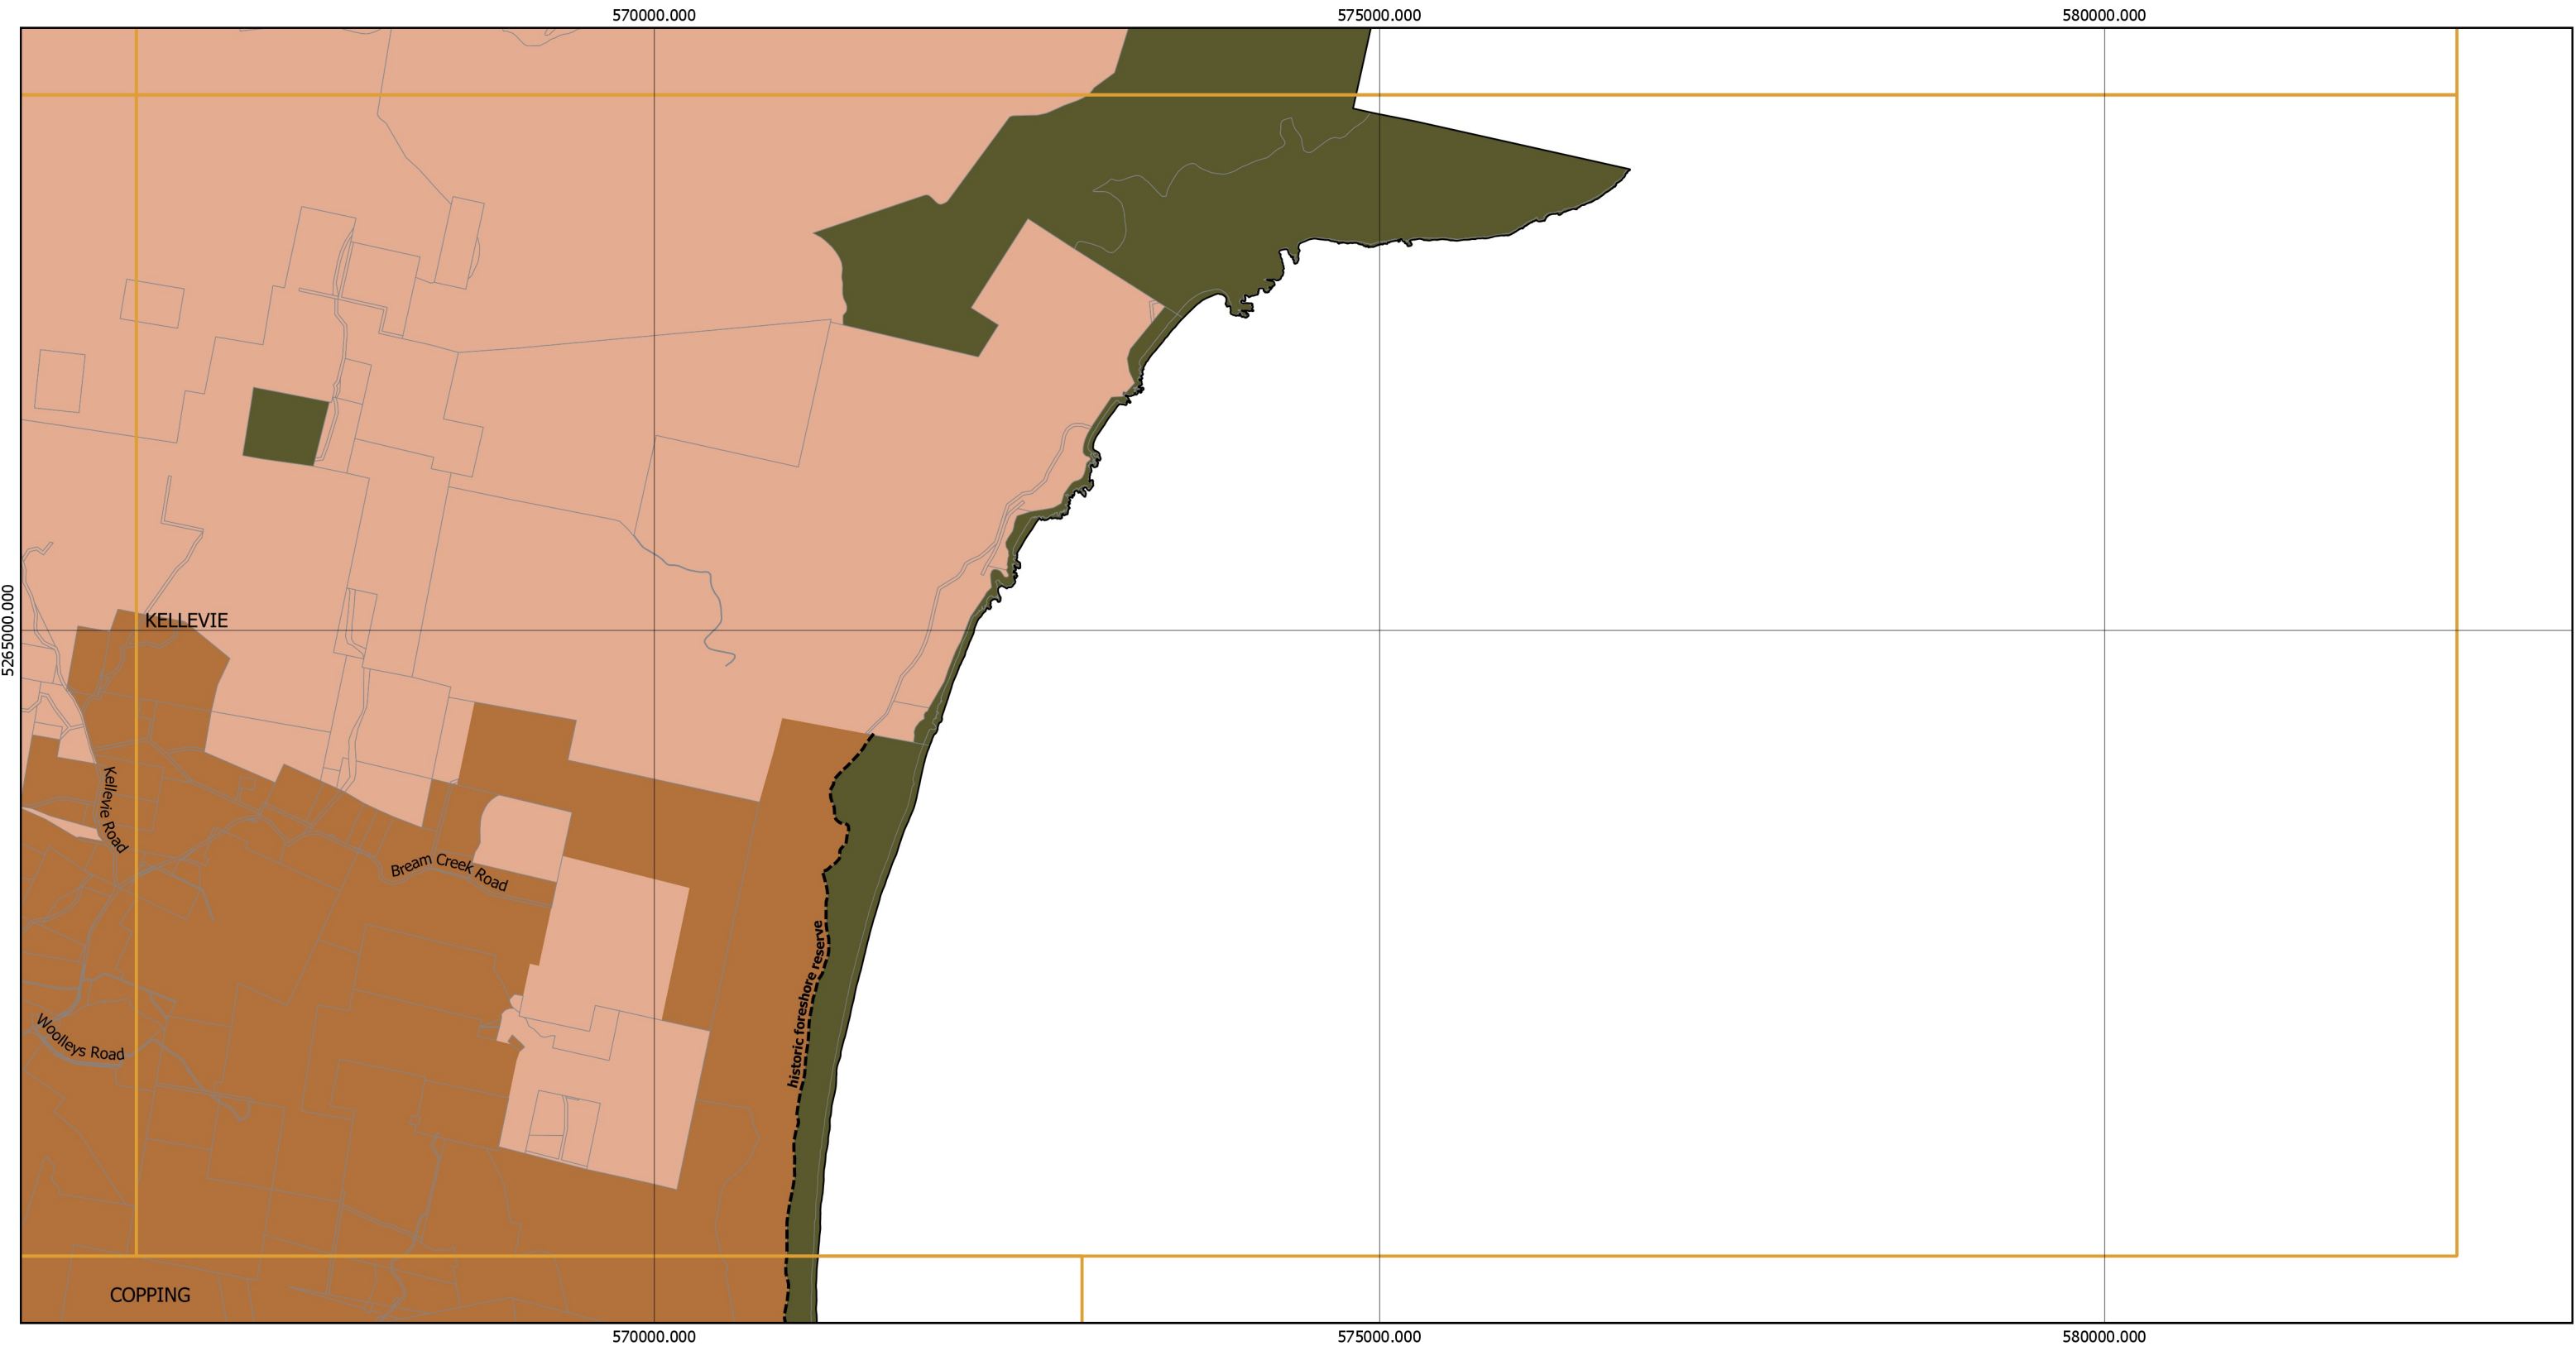 570000.000 575000.000 580000.000
5265000.000
KELLEVIE
Kellevie Road
Bream Creek Road
historic foreshore reserve
Woolleys Road
COPPING
570000.000 575000.000 580000.000